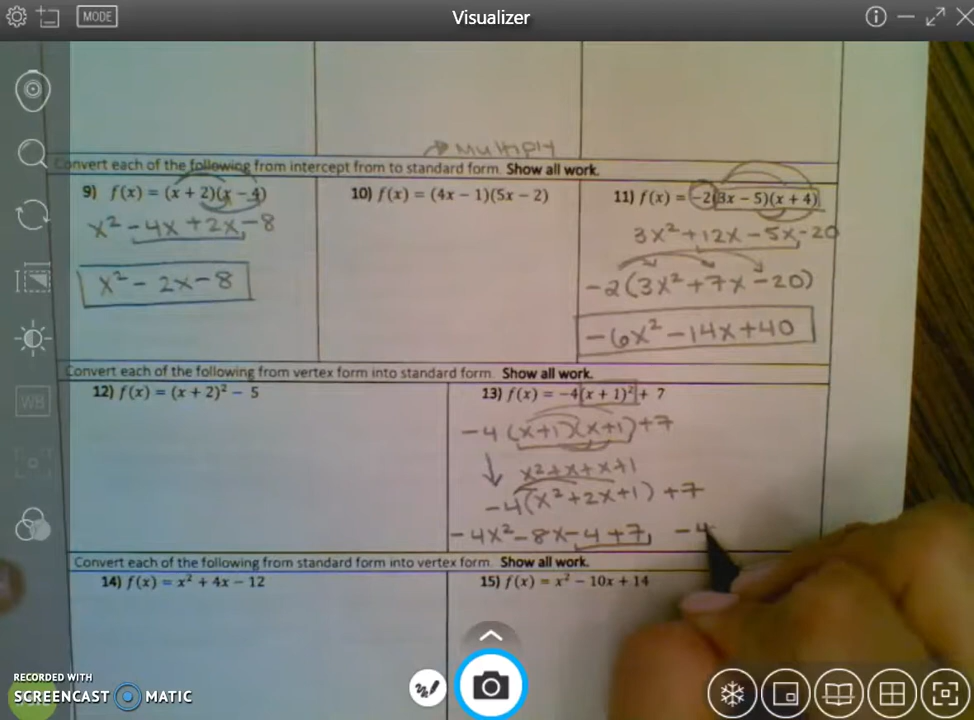 MODE
Visualizer
→ Multiply
Convert each of the following from intercept from to standard form. Show all work.
9) f(x) = (x + 2)(x − 4)
x² − 4x + 2x − 8
x² − 2x − 8
10) f(x) = (4x − 1)(5x − 2)
11) f(x) = −2(3x − 5)(x + 4)
3x² + 12x − 5x − 20
−2(3x² + 7x − 20)
−6x² − 14x + 40
Convert each of the following from vertex form into standard form. Show all work.
12) f(x) = (x + 2)² − 5
13) f(x) = −4(x + 1)² + 7
−4(x+1)(x+1)+7
x²+x+x+1
−4(x²+2x+1)+7
−4x²−8x−4+7, −4
Convert each of the following from standard form into vertex form. Show all work.
14) f(x) = x² + 4x − 12
15) f(x) = x² − 10x + 14
WB
RECORDED WITH
SCREENCAST MATIC